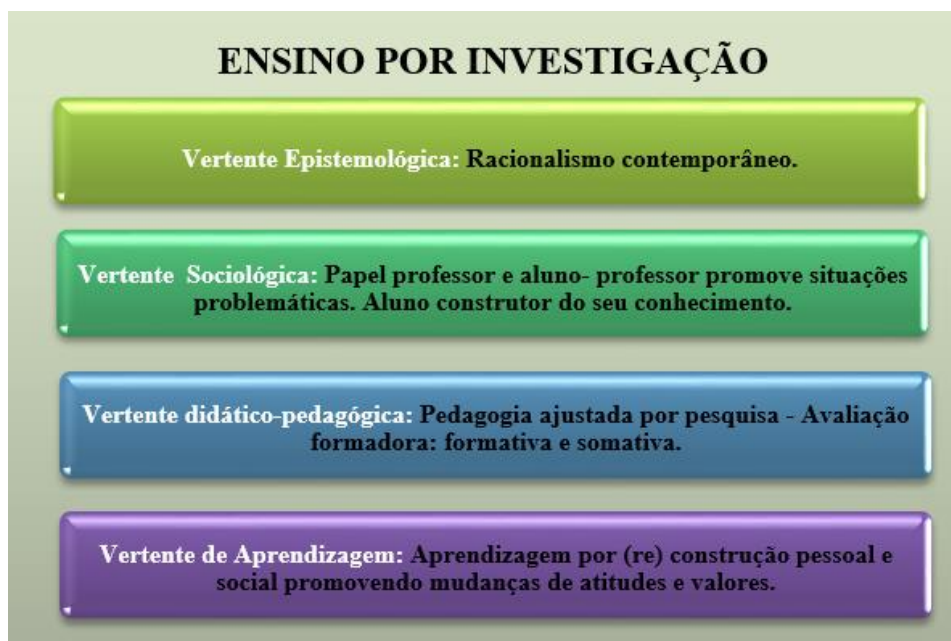 ENSINO POR INVESTIGAÇÃO
Vertente Epistemológica: Racionalismo contemporâneo.
Vertente Sociológica: Papel professor e aluno- professor promove situações
problemáticas. Aluno construtor do seu conhecimento.
Vertente didático-pedagógica: Pedagogia ajustada por pesquisa - Avaliação
formadora: formativa e somativa.
Vertente de Aprendizagem: Aprendizagem por (re) construção pessoal e
social promovendo mudanças de atitudes e valores.